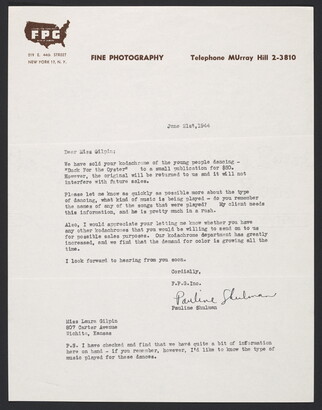 FPG
219 E. 44th STREET
NEW YORK 17, N. Y.
FINE PHOTOGRAPHY
Telephone MUrray Hill 2-3810
June 21st,1944
Dear Miss Gilpin:
We have sold your kodachrome of the young people dancing -
"Duck For the Oyster" to a small publication for $50.
However, the original will be returned to us and it will not
interfere with future sales.
Please let me know as quickly as possible more about the type
of dancing, what kind of music is being played - do you remember
the names of any of the songs that were played? My client needs
this information, and he is pretty much in a rush.
Also, I would appreciate your letting me know whether you have
any other kodachromes that you would be willing to send on to us
for possible sales purposes. Our kodachrome department has greatly
increased, and we find that the demand for color is growing all the
time.
I look forward to hearing from you soon.
Cordially,
F.P.G.Inc.
Pauline Shulman
Pauline Shulman
Miss Laura Gilpin
807 Carter Avenue
Wichita, Kansas
P.S. I have checked and find that we have quite a bit of information
here on hand - if you remember, however, I'd like to know the type of
music played for these dances.